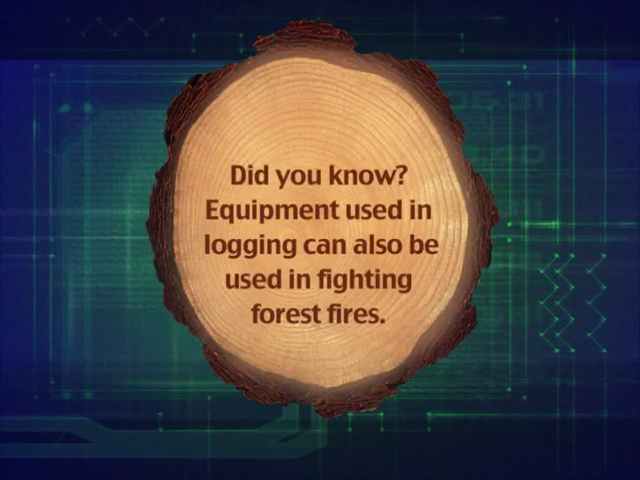 Did you know?
Equipment used in
logging can also be
used in fighting
forest fires.